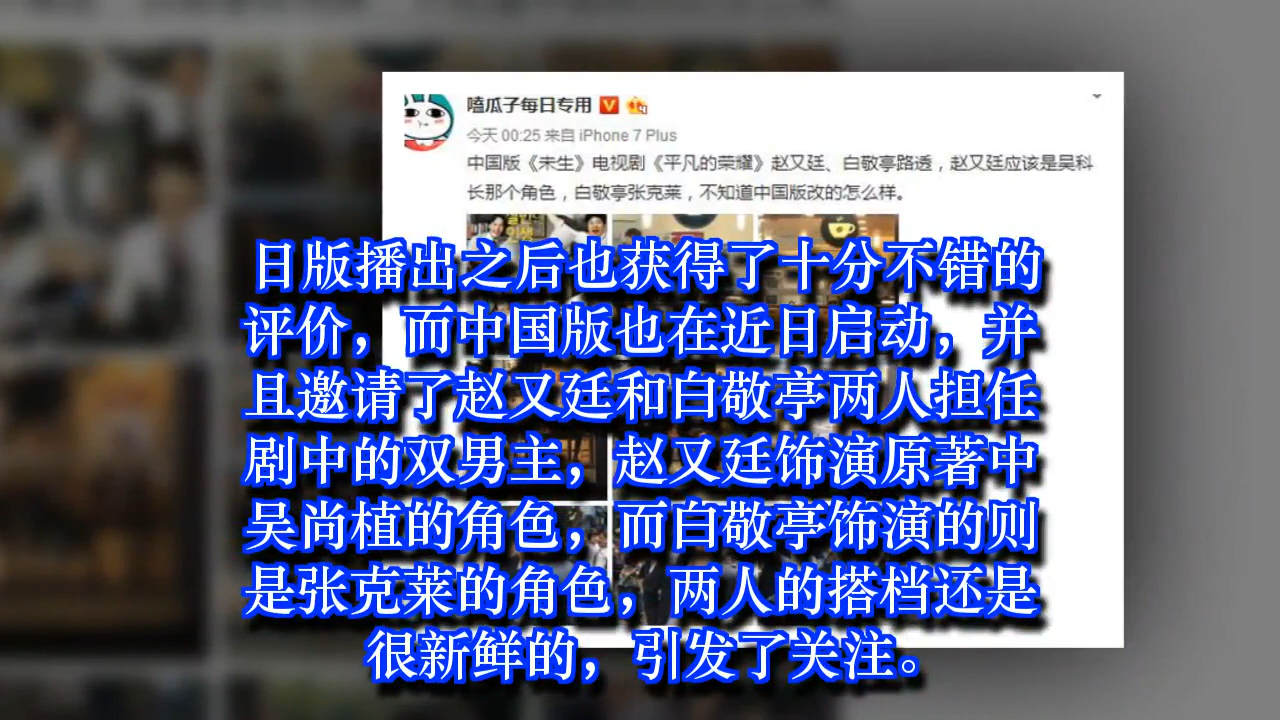 嗑瓜子每日专用
今天 00:25 来自 iPhone 7 Plus
中国版《未生》电视剧《平凡的荣耀》赵又廷、白敬亭路透，赵又廷应该是吴科
长那个角色，白敬亭张克莱，不知道中国版改的怎么样。
日版播出之后也获得了十分不错的
评价，而中国版也在近日启动，并
且邀请了赵又廷和白敬亭两人担任
剧中的双男主，赵又廷饰演原著中
吴尚植的角色，而白敬亭饰演的则
是张克莱的角色，两人的搭档还是
很新鲜的，引发了关注。